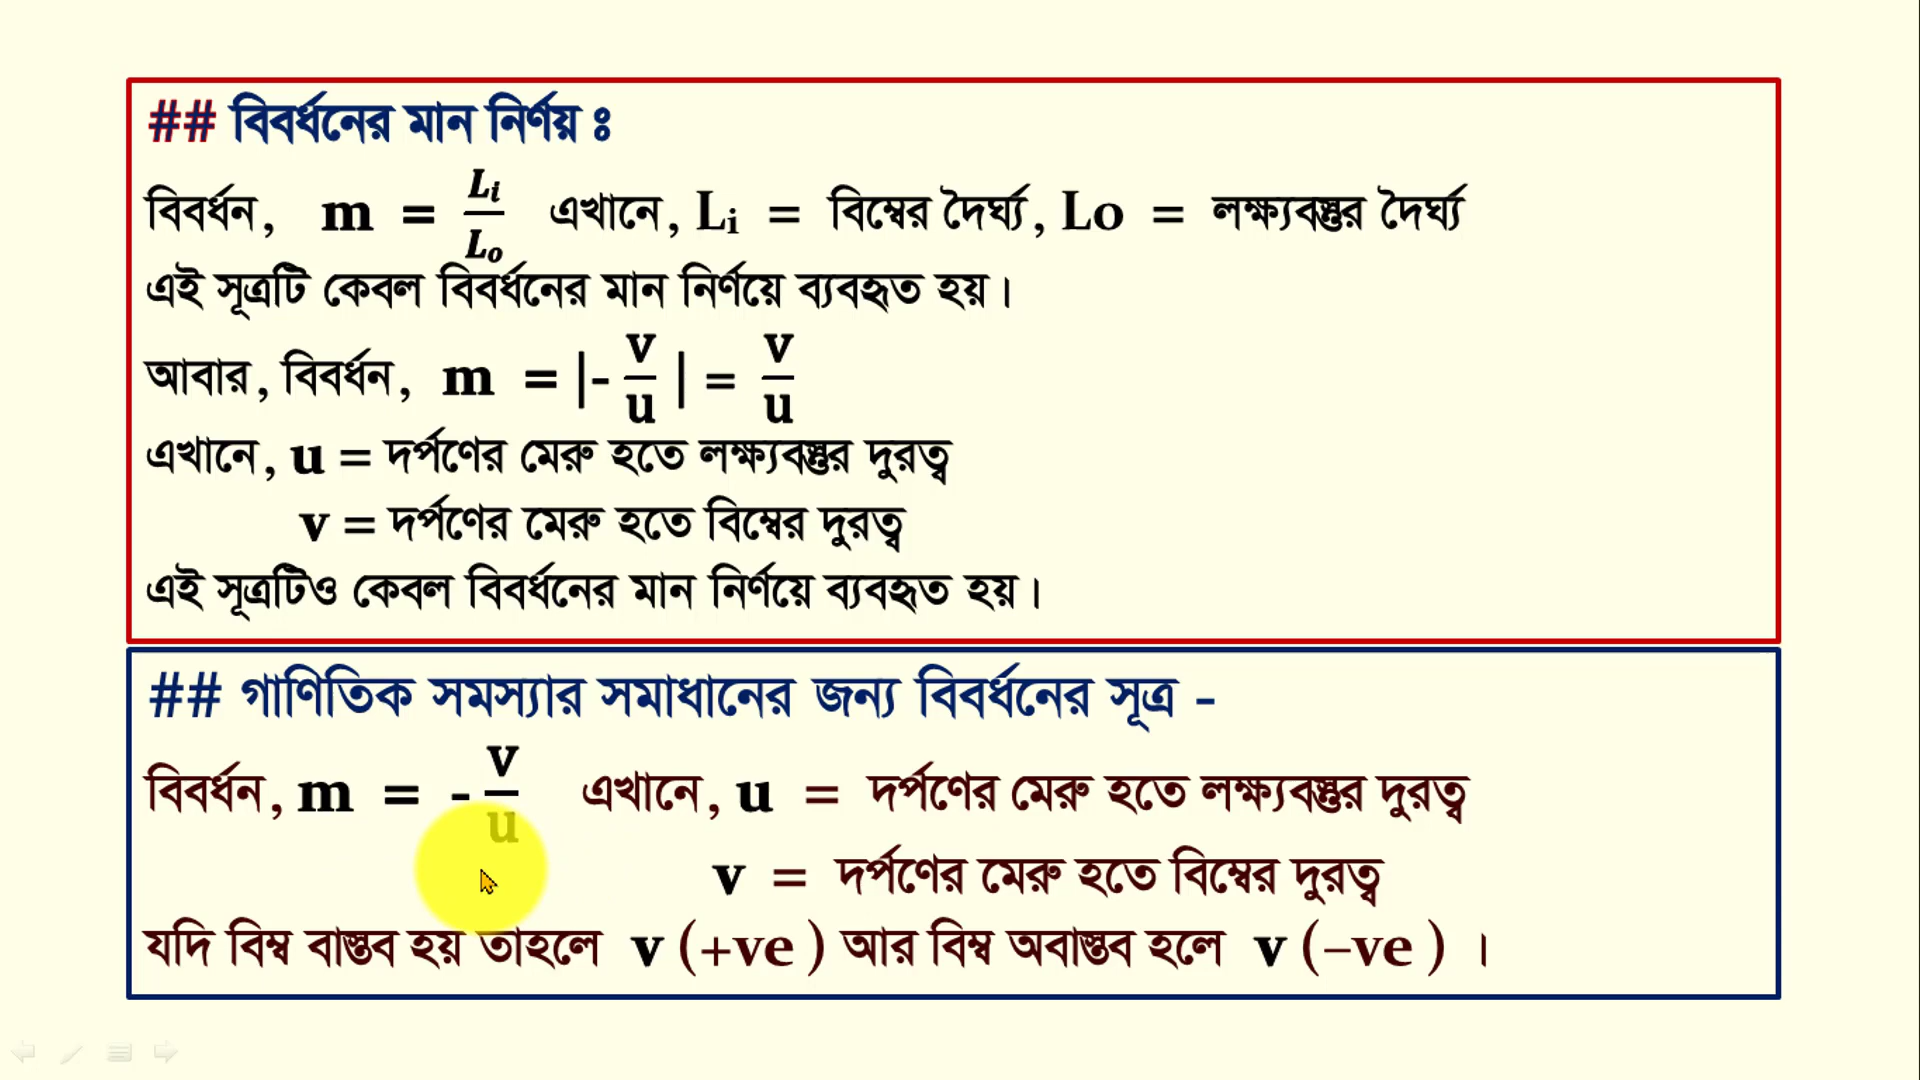 ## বিবর্ধনের মান নির্ণয় ঃ
বিবর্ধন, m = Lᵢ/Lₒ এখানে, Lᵢ = বিম্বের দৈর্ঘ্য, Lo = লক্ষ্যবস্তুর দৈর্ঘ্য
এই সূত্রটি কেবল বিবর্ধনের মান নির্ণয়ে ব্যবহৃত হয়।
আবার, বিবর্ধন, m = |- v/u | = v/u
এখানে, u = দর্পণের মেরু হতে লক্ষ্যবস্তুর দুরত্ব
v = দর্পণের মেরু হতে বিম্বের দুরত্ব
এই সূত্রটিও কেবল বিবর্ধনের মান নির্ণয়ে ব্যবহৃত হয়।
## গাণিতিক সমস্যার সমাধানের জন্য বিবর্ধনের সূত্র -
বিবর্ধন, m = - v/u এখানে, u = দর্পণের মেরু হতে লক্ষ্যবস্তুর দুরত্ব
v = দর্পণের মেরু হতে বিম্বের দুরত্ব
যদি বিম্ব বাস্তব হয় তাহলে v (+ve ) আর বিম্ব অবাস্তব হলে v (–ve ) ।